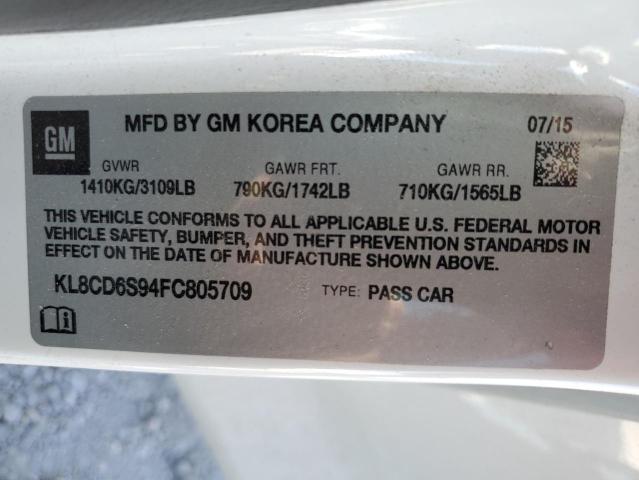 GM
MFD BY GM KOREA COMPANY 07/15
GVWR GAWR FRT. GAWR RR.
1410KG/3109LB 790KG/1742LB 710KG/1565LB
THIS VEHICLE CONFORMS TO ALL APPLICABLE U.S. FEDERAL MOTOR
VEHICLE SAFETY, BUMPER, AND THEFT PREVENTION STANDARDS IN
EFFECT ON THE DATE OF MANUFACTURE SHOWN ABOVE.
KL8CD6S94FC805709 TYPE: PASS CAR